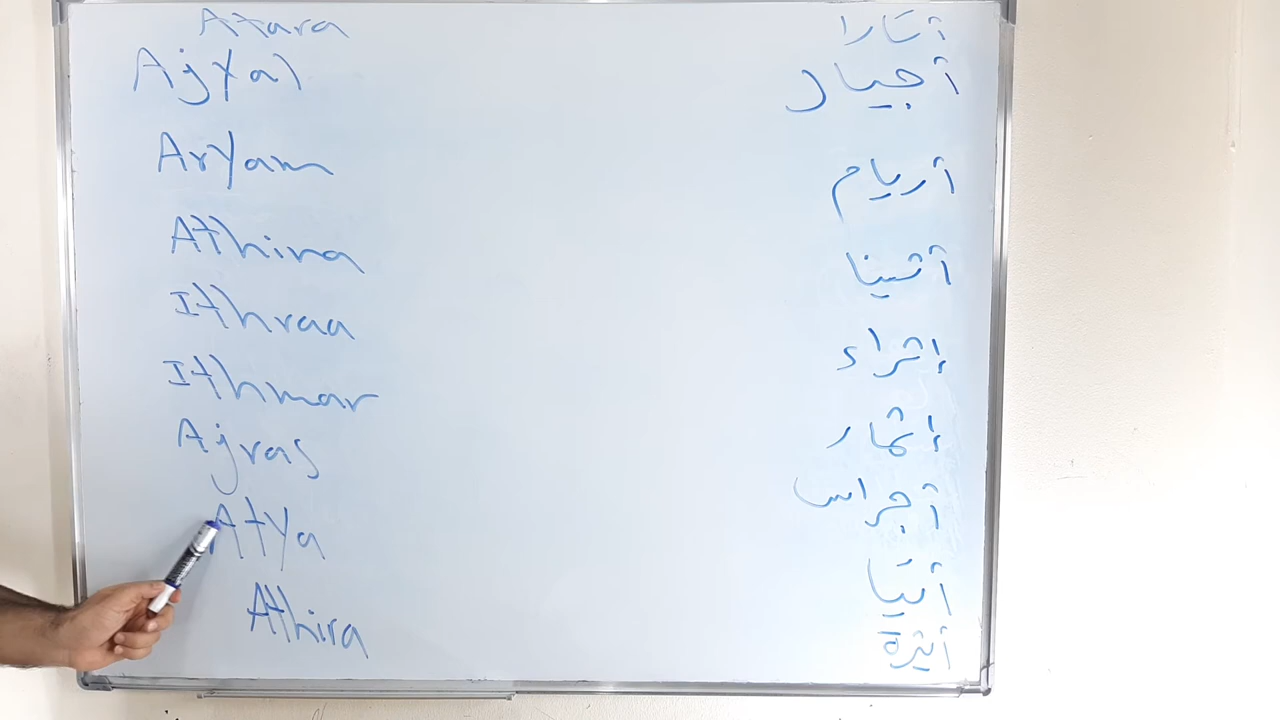 Atara أتارا
Ajyal أجيال
Aryam أريام
Athina أثينا
Ithraa إثراء
Ithmar إثمار
Ajras أجراس
Atya أتيا
Athira أثيرة